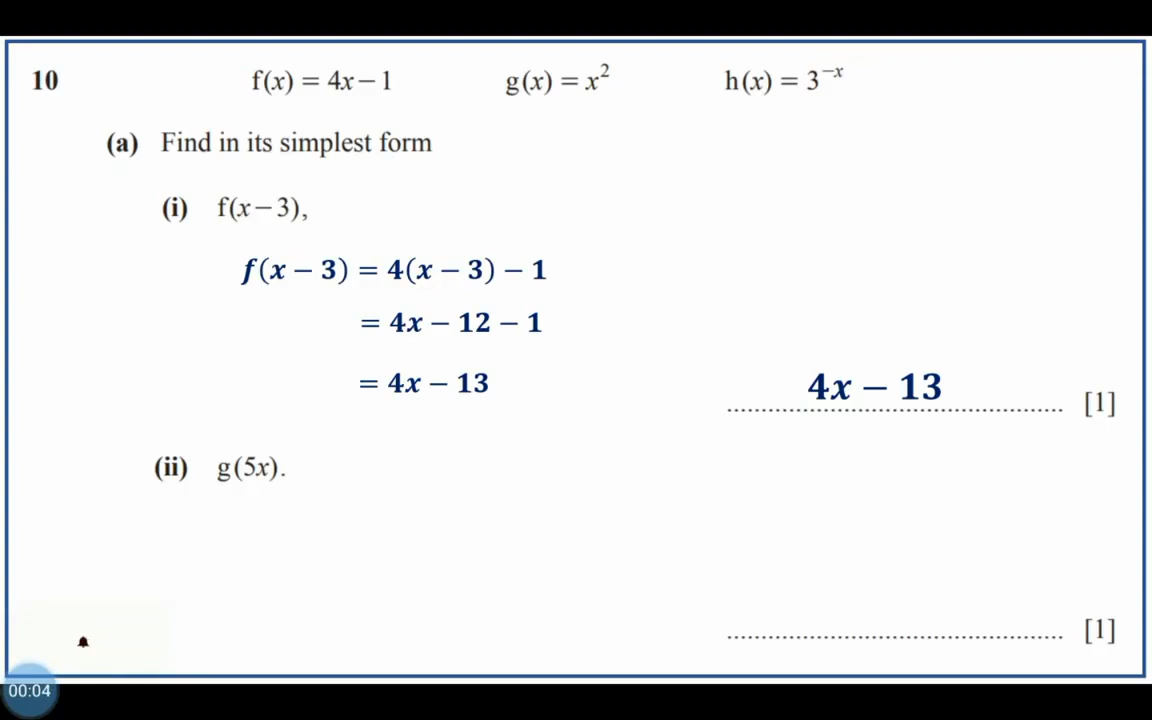 10 f(x) = 4x − 1 g(x) = x² h(x) = 3⁻ˣ
(a) Find in its simplest form
(i) f(x − 3),
f(x − 3) = 4(x − 3) − 1
= 4x − 12 − 1
= 4x − 13
4x − 13
.................................................. [1]
(ii) g(5x).
.................................................. [1]
00:04